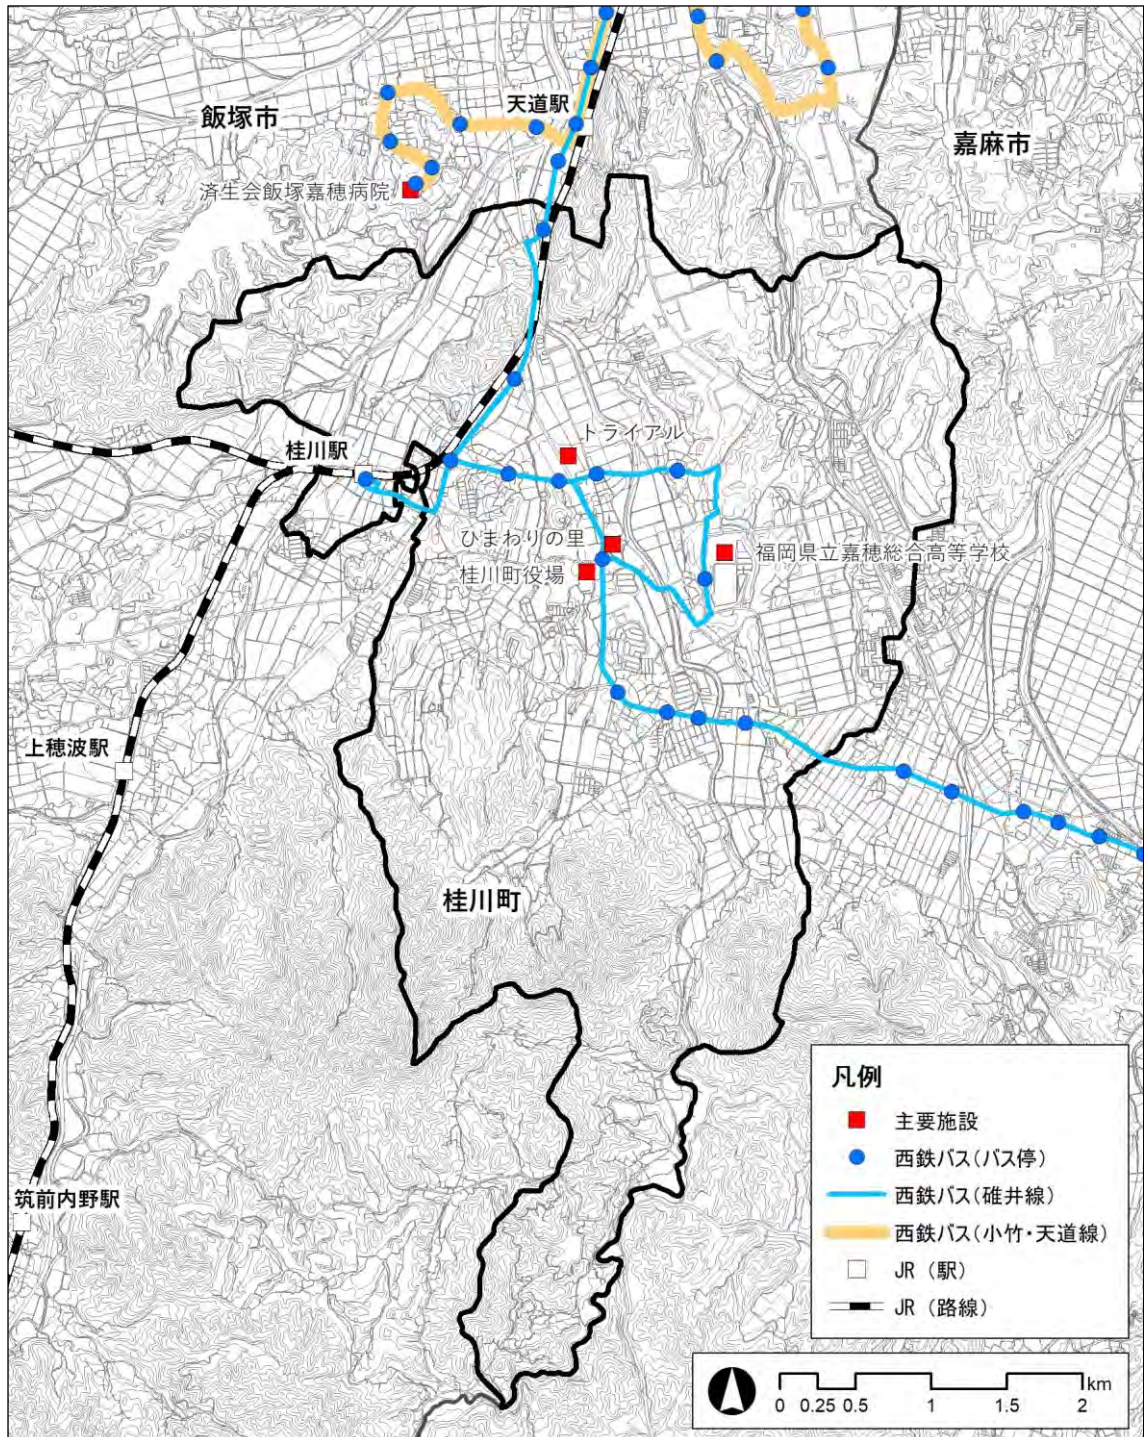 天道駅
飯塚市
嘉麻市
済生会飯塚嘉穂病院
トライアル
桂川駅
ひまわりの里
福岡県立嘉穂総合高等学校
桂川町役場
上穂波駅
桂川町
筑前内野駅
凡例
主要施設
西鉄バス(バス停)
西鉄バス(碓井線)
西鉄バス(小竹・天道線)
JR (駅)
JR (路線)
km
0 0.25 0.5 1 2